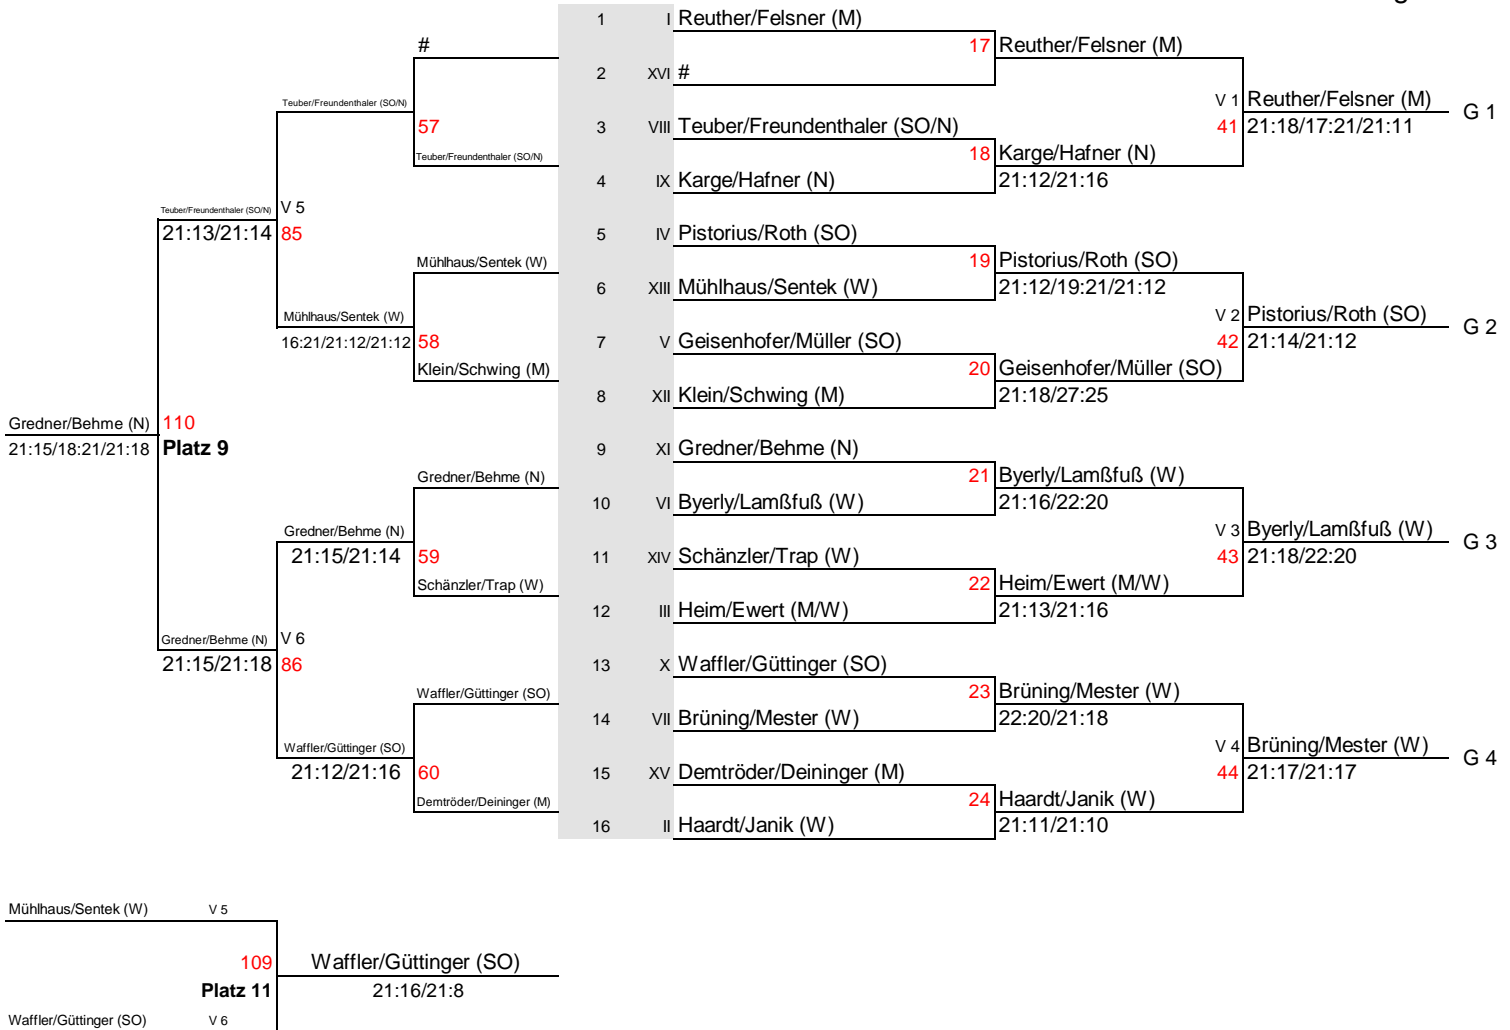 1 I Reuther/Felsner (M)
# 17 Reuther/Felsner (M)
2 XVI #
Teuber/Freundenthaler (SO/N) V 1 Reuther/Felsner (M) G 1
57 3 VIII Teuber/Freundenthaler (SO/N) 41 21:18/17:21/21:11
Teuber/Freundenthaler (SO/N) 18 Karge/Hafner (N)
4 IX Karge/Hafner (N) 21:12/21:16
Teuber/Freundenthaler (SO/N) V 5
21:13/21:14 85 5 IV Pistorius/Roth (SO)
Mühlhaus/Sentek (W) 19 Pistorius/Roth (SO)
6 XIII Mühlhaus/Sentek (W) 21:12/19:21/21:12
Mühlhaus/Sentek (W) V 2 Pistorius/Roth (SO) G 2
16:21/21:12/21:12 58 7 V Geisenhofer/Müller (SO) 42 21:14/21:12
Klein/Schwing (M) 20 Geisenhofer/Müller (SO)
8 XII Klein/Schwing (M) 21:18/27:25
Gredner/Behme (N) 110
21:15/18:21/21:18 Platz 9 9 XI Gredner/Behme (N)
Gredner/Behme (N) 21 Byerly/Lamßfuß (W)
10 VI Byerly/Lamßfuß (W) 21:16/22:20
Gredner/Behme (N) V 3 Byerly/Lamßfuß (W) G 3
21:15/21:14 59 11 XIV Schänzler/Trap (W) 43 21:18/22:20
Schänzler/Trap (W) 22 Heim/Ewert (M/W)
12 III Heim/Ewert (M/W) 21:13/21:16
Gredner/Behme (N) V 6
21:15/21:18 86 13 X Waffler/Güttinger (SO)
Waffler/Güttinger (SO) 23 Brüning/Mester (W)
14 VII Brüning/Mester (W) 22:20/21:18
Waffler/Güttinger (SO) V 4 Brüning/Mester (W) G 4
21:12/21:16 60 15 XV Demtröder/Deininger (M) 44 21:17/21:17
Demtröder/Deininger (M) 24 Haardt/Janik (W)
16 II Haardt/Janik (W) 21:11/21:10
Mühlhaus/Sentek (W) V 5
109 Waffler/Güttinger (SO)
Platz 11 21:16/21:8
Waffler/Güttinger (SO) V 6